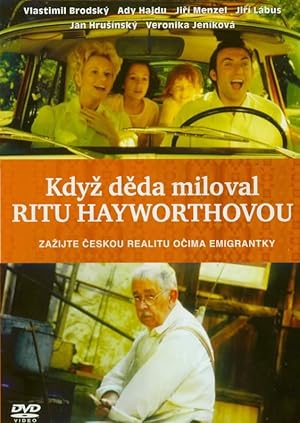 Vlastimil Brodský Ady Hajdu Jiří Menzel Jiří Lábus
Jan Hrušínský Veronika Jeníková
Když děda miloval
RITU HAYWORTHOVOU
ZAŽIJTE ČESKOU REALITU OČIMA EMIGRANTKY
DVD
VIDEO